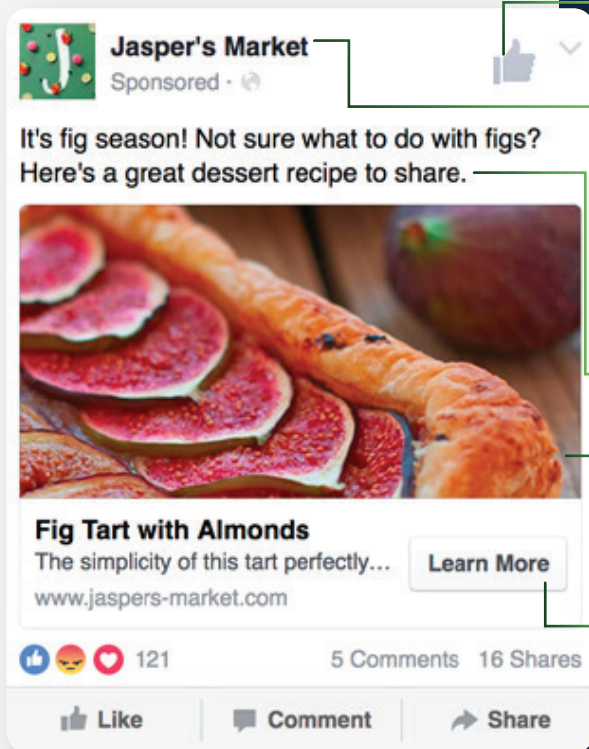 Jasper's Market
Sponsored ·
It's fig season! Not sure what to do with figs?
Here's a great dessert recipe to share.
Fig Tart with Almonds
The simplicity of this tart perfectly...
Learn More
www.jaspers-market.com
121
5 Comments 16 Shares
Like Comment Share